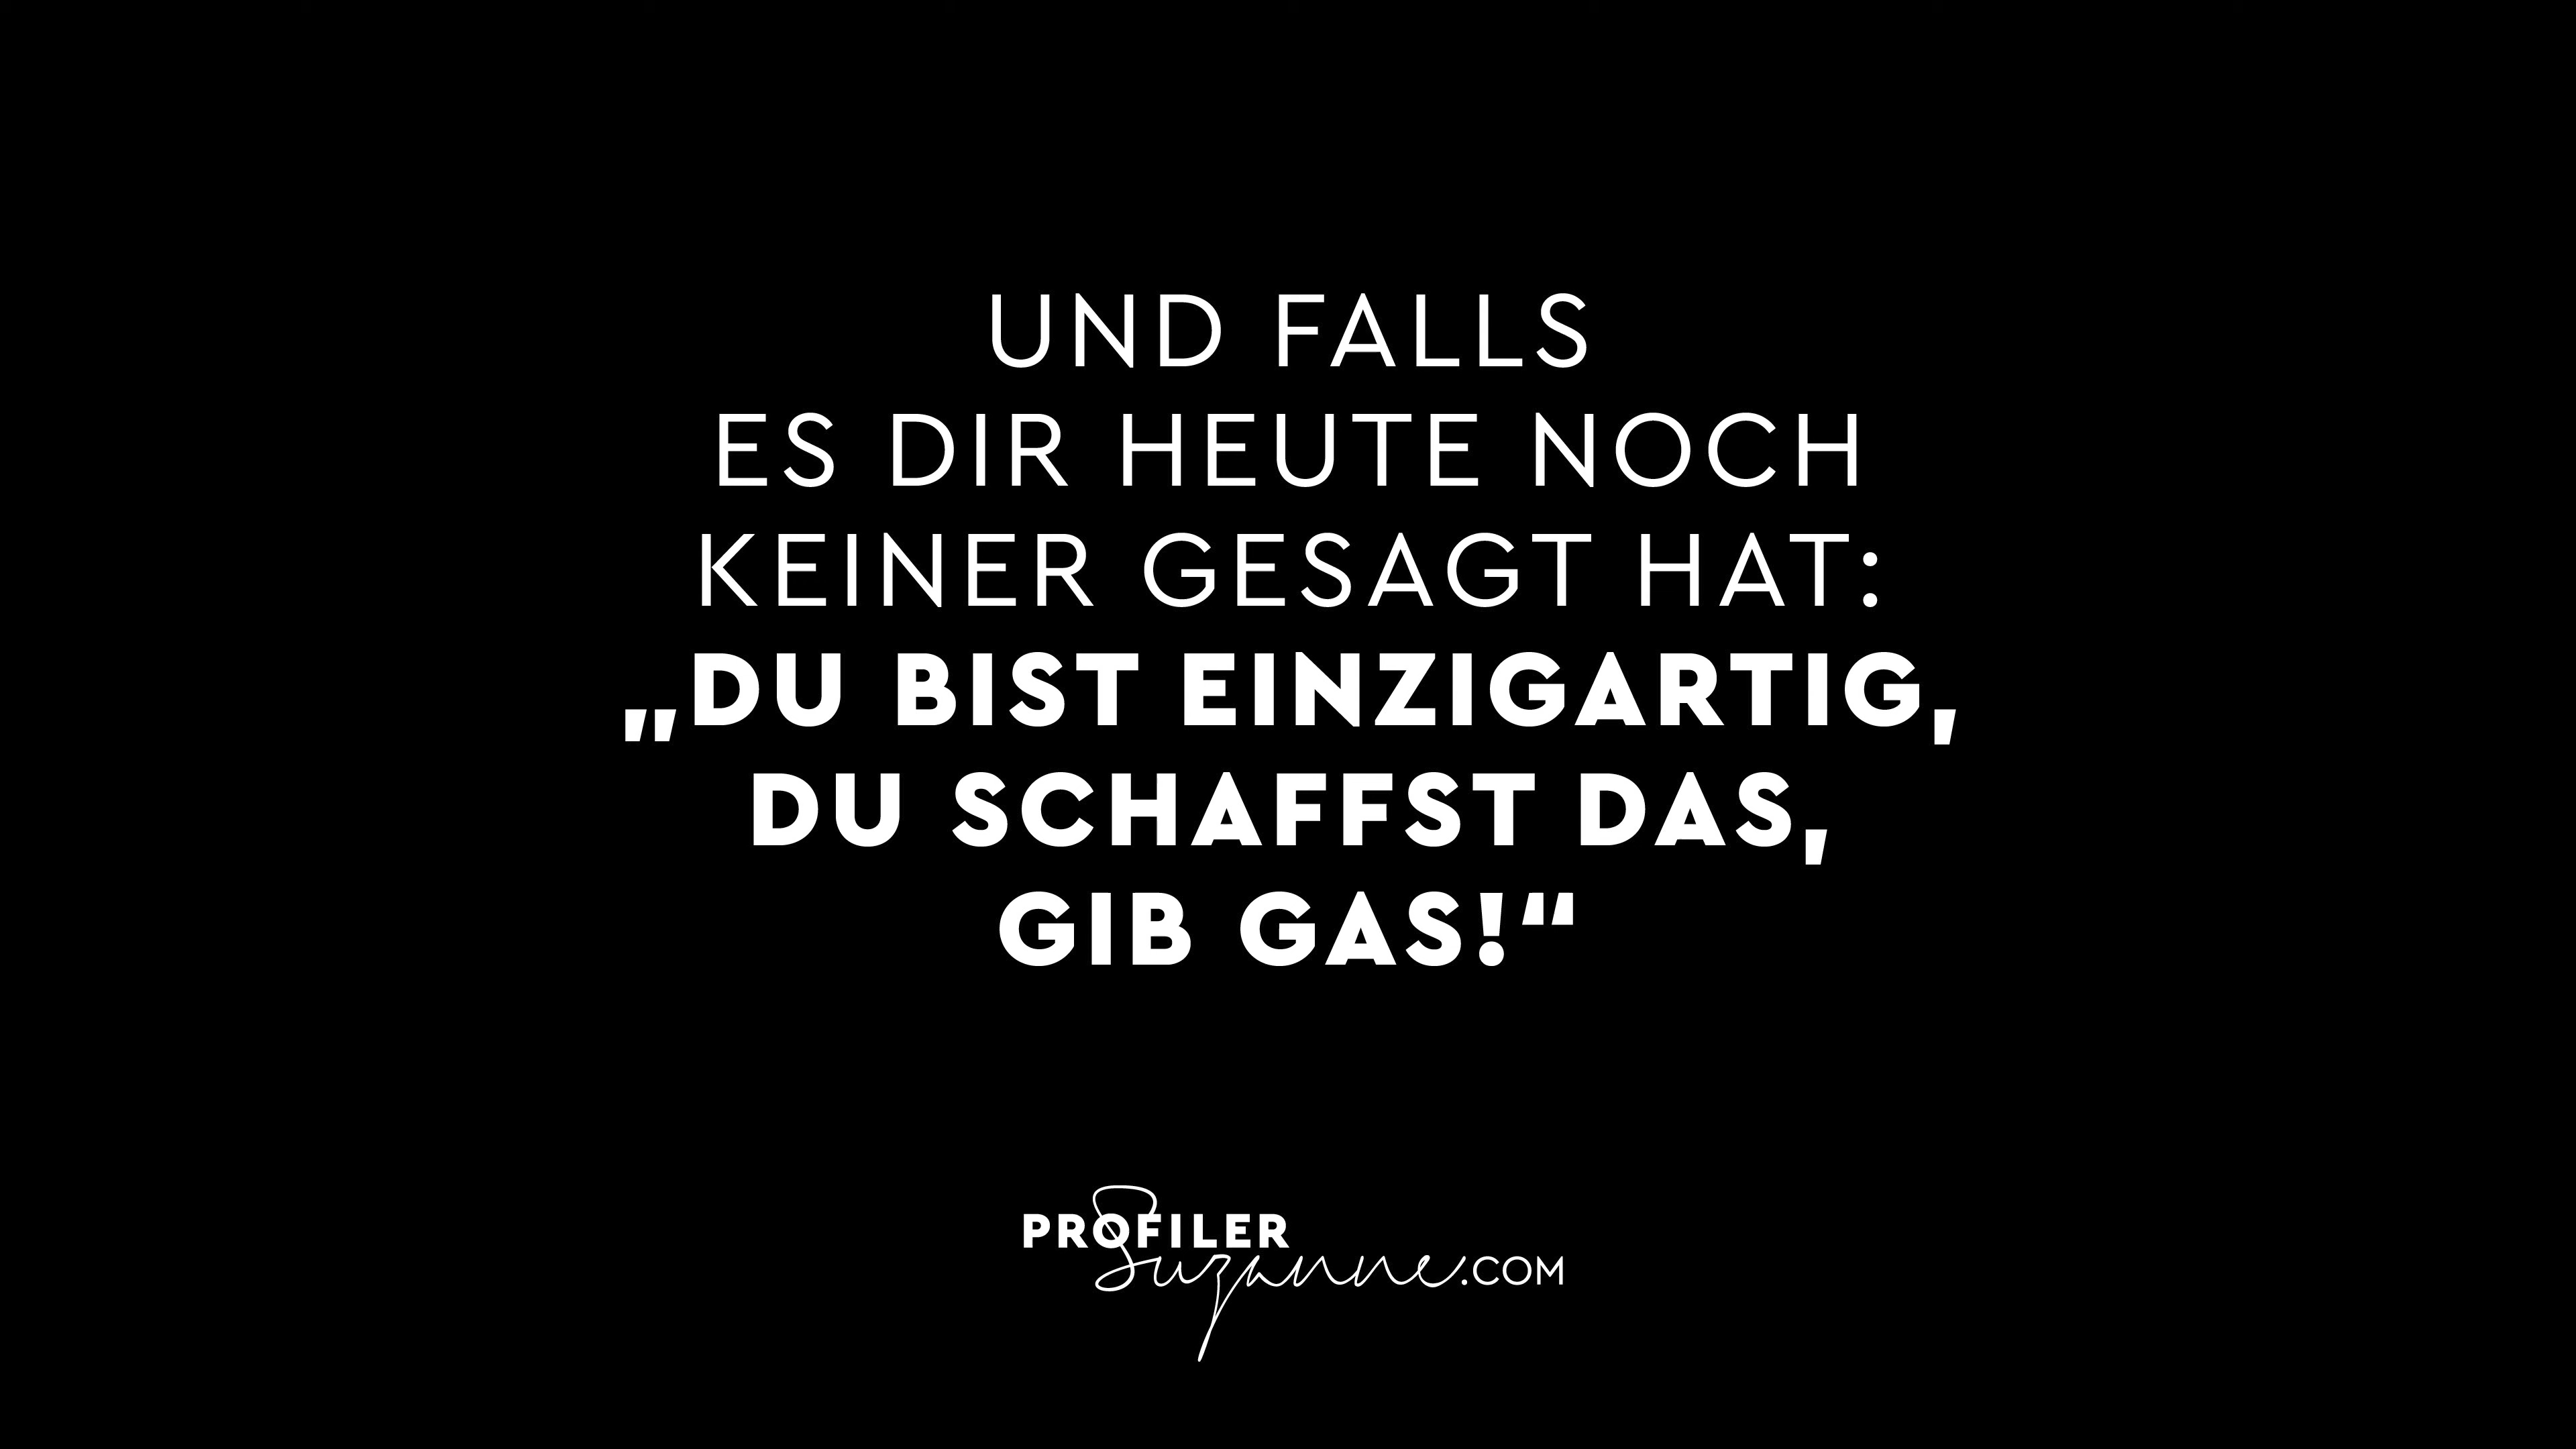 UND FALLS
ES DIR HEUTE NOCH
KEINER GESAGT HAT:
„DU BIST EINZIGARTIG,
DU SCHAFFST DAS,
GIB GAS!“
PROFILER
Suzanne.COM